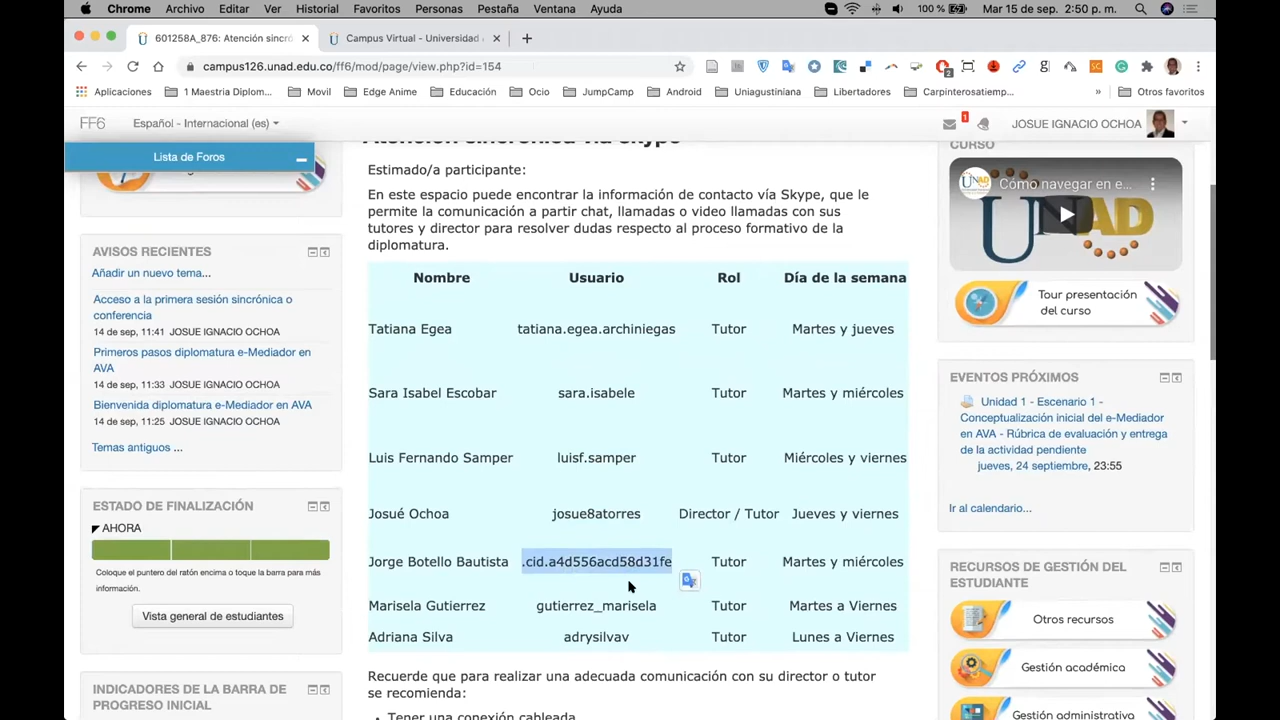 Chrome Archivo Editar Ver Historial Favoritos Personas Pestaña Ventana Ayuda 100 % Mar 15 de sep. 2:50 p. m.
601258A_876: Atención sincró × Campus Virtual - Universidad × +
campus126.unad.edu.co/ff6/mod/page/view.php?id=154
Aplicaciones 1 Maestria Diplom... Movil Edge Anime Educación Ocio JumpCamp Android Uniagustiniana Libertadores Carpinterosatiemp... » Otros favoritos
FF6 Español - Internacional (es) 1 JOSUE IGNACIO OCHOA
Lista de Foros
AVISOS RECIENTES
Añadir un nuevo tema...
Acceso a la primera sesión sincrónica o
conferencia
14 de sep, 11:41 JOSUE IGNACIO OCHOA
Primeros pasos diplomatura e-Mediador en
AVA
14 de sep, 11:33 JOSUE IGNACIO OCHOA
Bienvenida diplomatura e-Mediador en AVA
14 de sep, 11:25 JOSUE IGNACIO OCHOA
Temas antiguos ...
ESTADO DE FINALIZACIÓN
AHORA
Coloque el puntero del ratón encima o toque la barra para más
información.
Vista general de estudiantes
INDICADORES DE LA BARRA DE
PROGRESO INICIAL
Atención sincrónica vía skype
Estimado/a participante:
En este espacio puede encontrar la información de contacto vía Skype, que le
permite la comunicación a partir chat, llamadas o video llamadas con sus
tutores y director para resolver dudas respecto al proceso formativo de la
diplomatura.
Nombre Usuario Rol Día de la semana
Tatiana Egea tatiana.egea.archiniegas Tutor Martes y jueves
Sara Isabel Escobar sara.isabele Tutor Martes y miércoles
Luis Fernando Samper luisf.samper Tutor Miércoles y viernes
Josué Ochoa josue8atorres Director / Tutor Jueves y viernes
Jorge Botello Bautista .cid.a4d556acd58d31fe Tutor Martes y miércoles
Marisela Gutierrez gutierrez_marisela Tutor Martes a Viernes
Adriana Silva adrysilvav Tutor Lunes a Viernes
Recuerde que para realizar una adecuada comunicación con su director o tutor
se recomienda:
• Tener una conexión cableada
CURSO
Cómo navegar en e...
UNAD
Tour presentación
del curso
EVENTOS PRÓXIMOS
Unidad 1 - Escenario 1 -
Conceptualización inicial del e-Mediador
en AVA - Rúbrica de evaluación y entrega
de la actividad pendiente
jueves, 24 septiembre, 23:55
Ir al calendario...
RECURSOS DE GESTIÓN DEL
ESTUDIANTE
Otros recursos
Gestión académica
Gestión administrativa